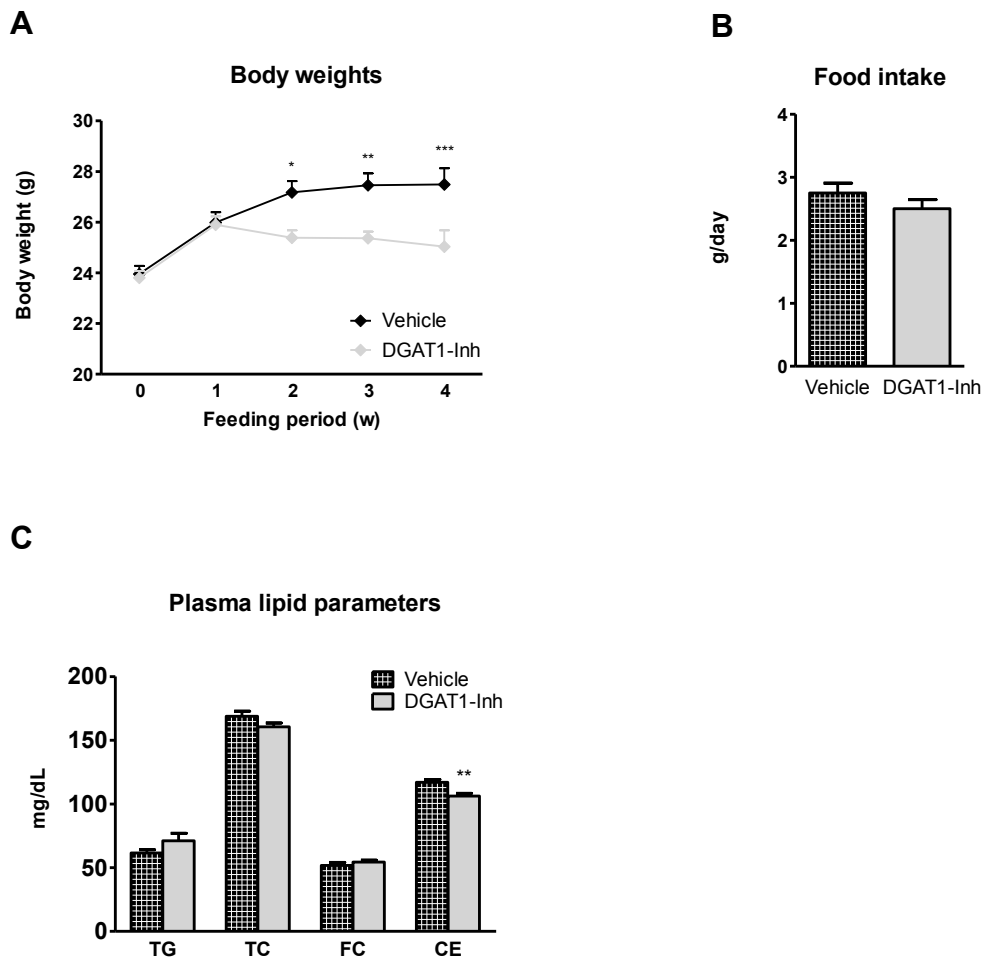 A
Body weights
30
28
26
24
22
20
Body weight (g)
* ** ***
Vehicle
DGAT1-Inh
0 1 2 3 4
Feeding period (w)
B
Food intake
4
3
2
1
0
g/day
Vehicle DGAT1-Inh
C
Plasma lipid parameters
200
150
100
50
0
mg/dL
Vehicle
DGAT1-Inh
**
TG TC FC CE